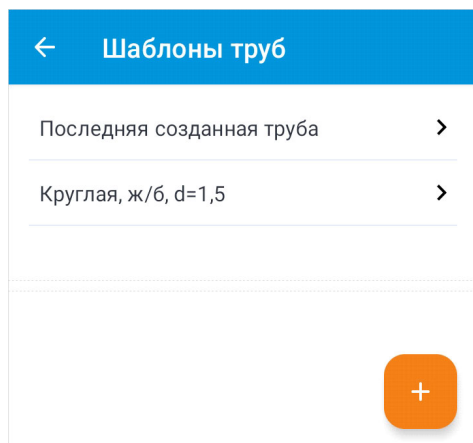 Шаблоны труб
Последняя созданная труба
Круглая, ж/б, d=1,5